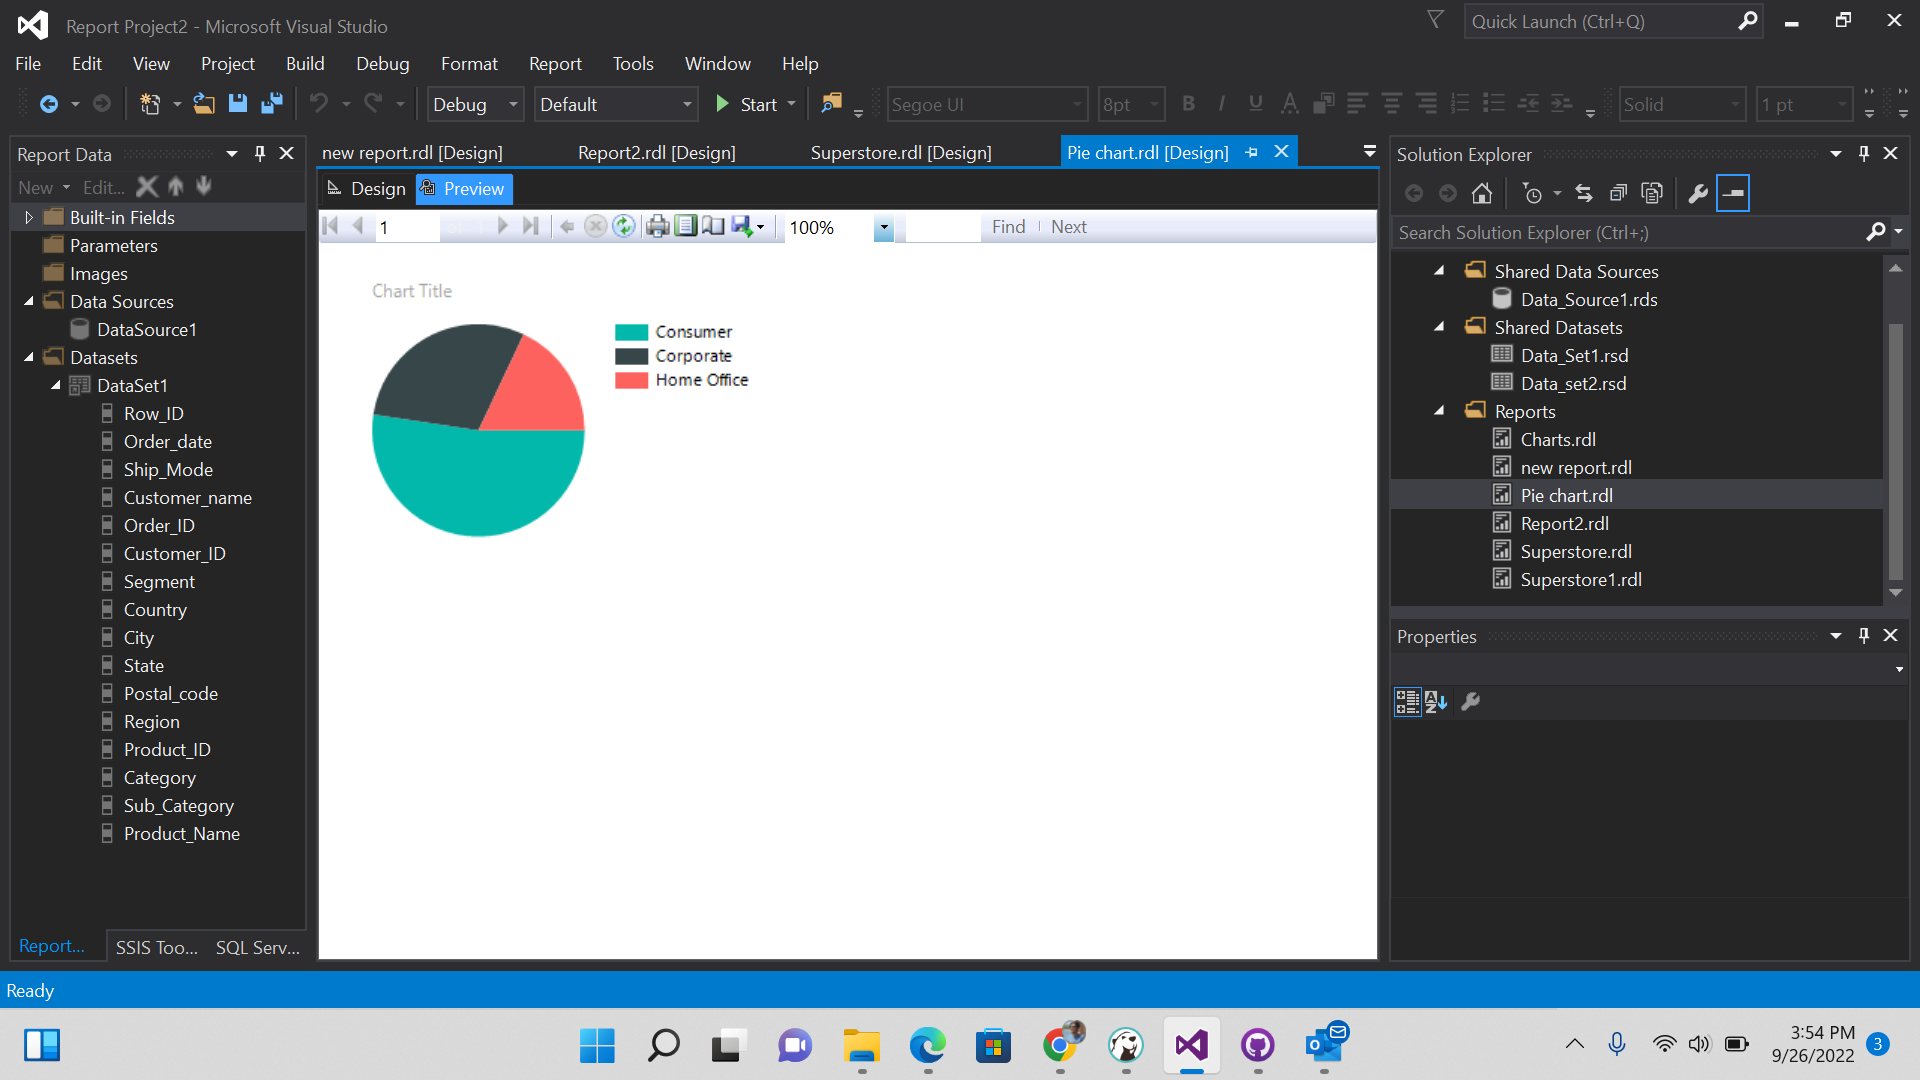 Report Project2 - Microsoft Visual Studio
Quick Launch (Ctrl+Q)
File Edit View Project Build Debug Format Report Tools Window Help
Debug Default Start Segoe UI 8pt B I U A Solid 1 pt
Report Data
New Edit...
Built-in Fields
Parameters
Images
Data Sources
DataSource1
Datasets
DataSet1
Row_ID
Order_date
Ship_Mode
Customer_name
Order_ID
Customer_ID
Segment
Country
City
State
Postal_code
Region
Product_ID
Category
Sub_Category
Product_Name
Report... SSIS Too... SQL Serv...
new report.rdl [Design] Report2.rdl [Design] Superstore.rdl [Design] Pie chart.rdl [Design]
Design Preview
1 100% Find Next
Chart Title
Consumer
Corporate
Home Office
Solution Explorer
Search Solution Explorer (Ctrl+;)
Shared Data Sources
Data_Source1.rds
Shared Datasets
Data_Set1.rsd
Data_set2.rsd
Reports
Charts.rdl
new report.rdl
Pie chart.rdl
Report2.rdl
Superstore.rdl
Superstore1.rdl
Properties
Ready
3:54 PM
9/26/2022
3